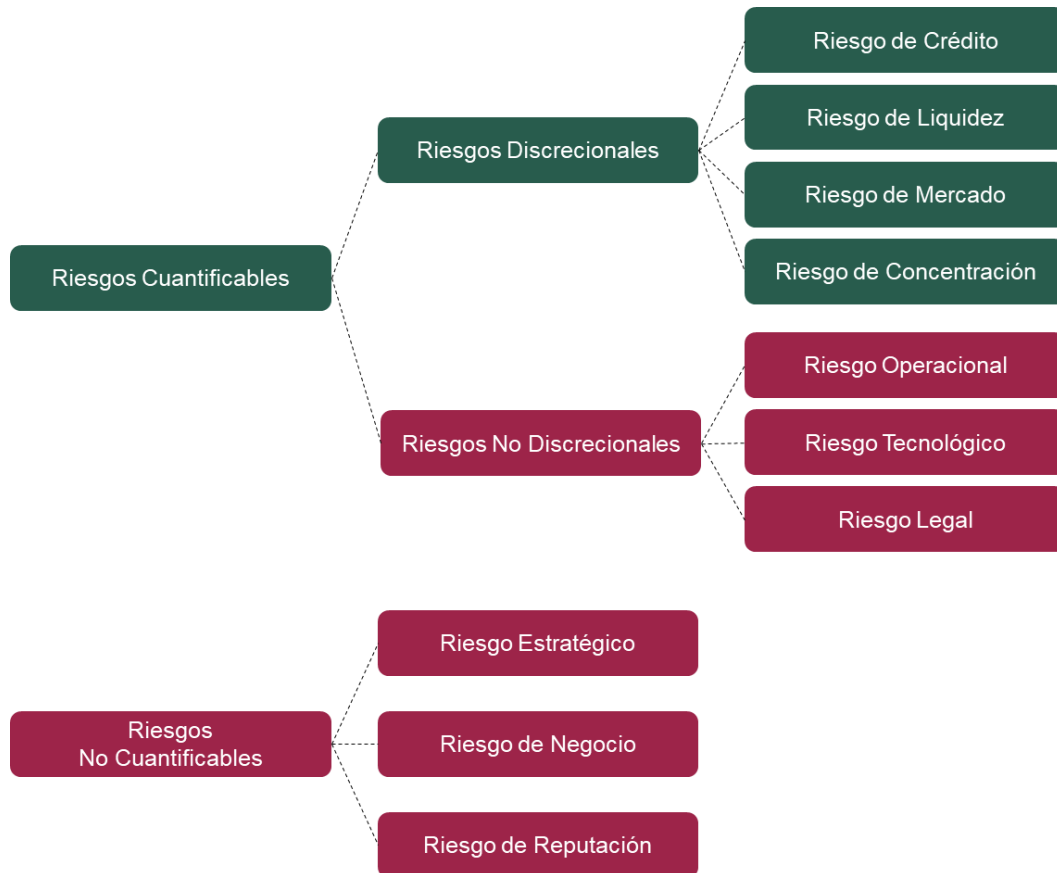 Riesgos Cuantificables
Riesgos Discrecionales
Riesgo de Crédito
Riesgo de Liquidez
Riesgo de Mercado
Riesgo de Concentración
Riesgos No Discrecionales
Riesgo Operacional
Riesgo Tecnológico
Riesgo Legal
Riesgos
No Cuantificables
Riesgo Estratégico
Riesgo de Negocio
Riesgo de Reputación